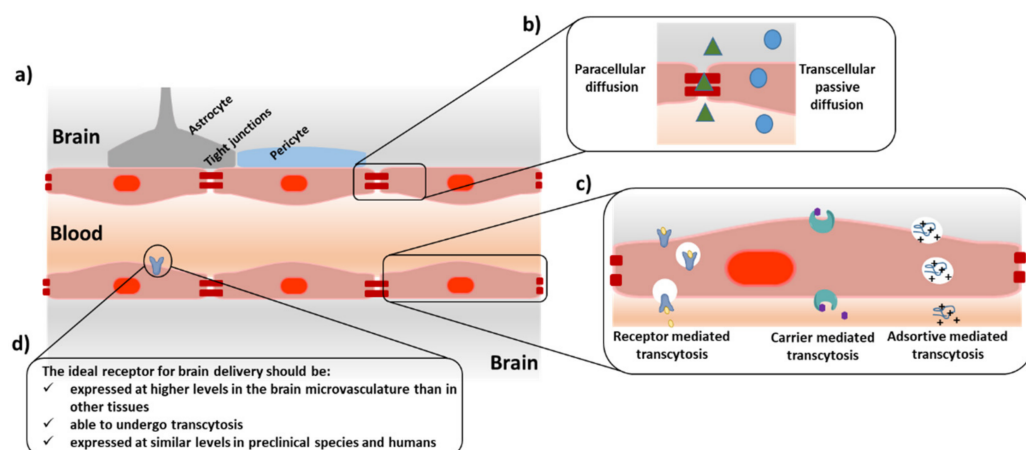 a)
Brain
Astrocyte
Tight junctions
Pericyte
Blood
Brain
b)
Paracellular
diffusion
Transcellular
passive
diffusion
c)
Receptor mediated
transcytosis
Carrier mediated
transcytosis
Adsortive mediated
transcytosis
d)
The ideal receptor for brain delivery should be:
✓ expressed at higher levels in the brain microvasculature than in
other tissues
✓ able to undergo transcytosis
✓ expressed at similar levels in preclinical species and humans